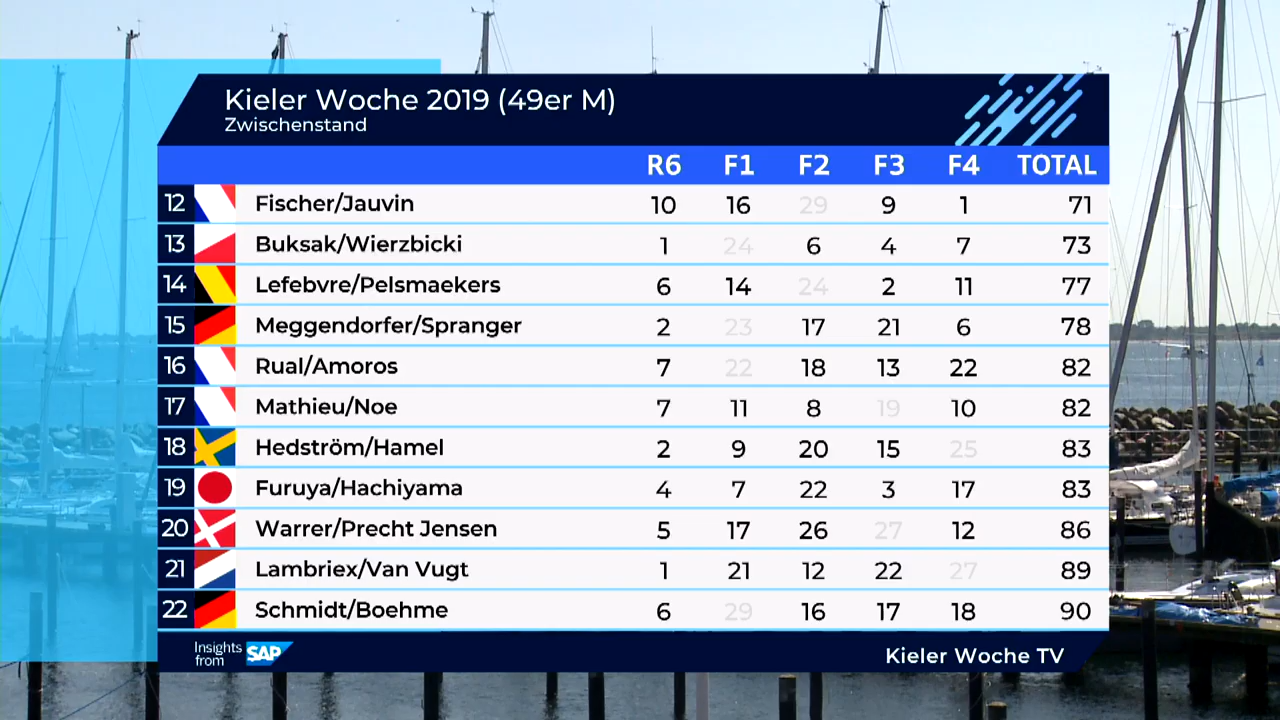 Kieler Woche 2019 (49er M)
Zwischenstand
R6 F1 F2 F3 F4 TOTAL
12 Fischer/Jauvin 10 16 29 9 1 71
13 Buksak/Wierzbicki 1 24 6 4 7 73
14 Lefebvre/Pelsmaekers 6 14 24 2 11 77
15 Meggendorfer/Spranger 2 23 17 21 6 78
16 Rual/Amoros 7 22 18 13 22 82
17 Mathieu/Noe 7 11 8 19 10 82
18 Hedström/Hamel 2 9 20 15 25 83
19 Furuya/Hachiyama 4 7 22 3 17 83
20 Warrer/Precht Jensen 5 17 26 27 12 86
21 Lambriex/Van Vugt 1 21 12 22 27 89
22 Schmidt/Boehme 6 29 16 17 18 90
Insights
from SAP
Kieler Woche TV